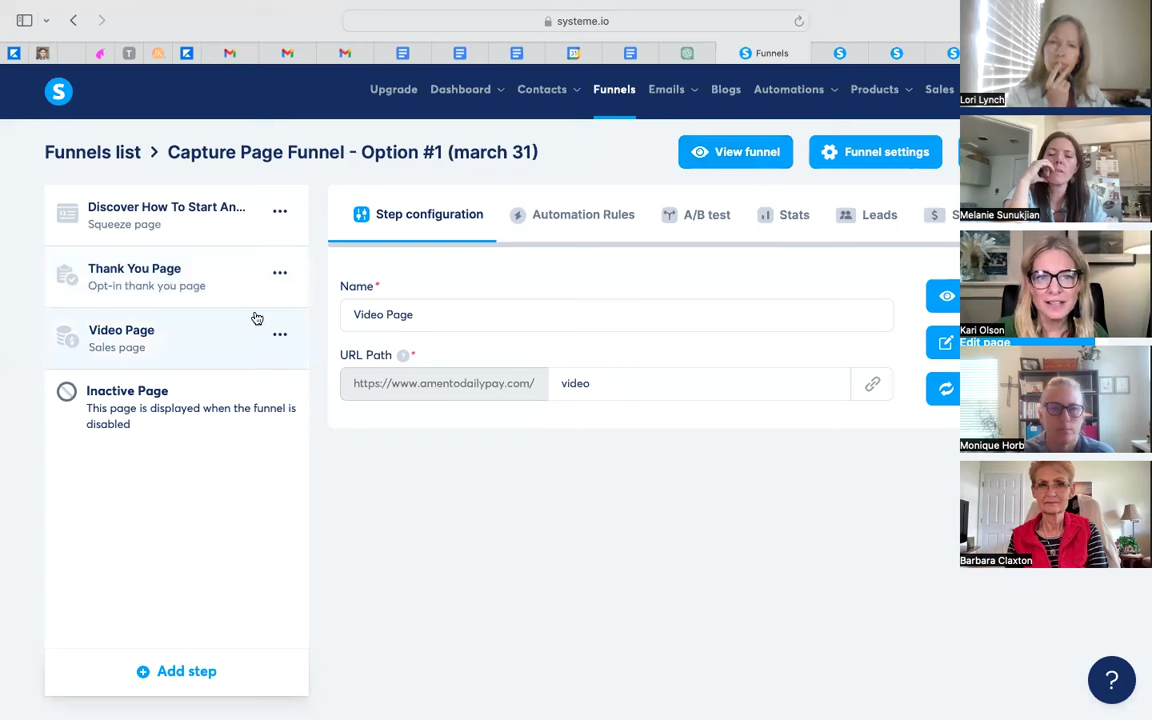 systeme.io
T
31
Funnels
S
Upgrade Dashboard Contacts Funnels Emails Blogs Automations Products Sales
Funnels list > Capture Page Funnel - Option #1 (march 31)
View funnel
Funnel settings
Discover How To Start An...
Squeeze page
Thank You Page
Opt-in thank you page
Video Page
Sales page
Inactive Page
This page is displayed when the funnel is
disabled
Add step
Step configuration
Automation Rules
A/B test
Stats
Leads
$ S
Name*
Video Page
URL Path ? *
https://www.amentodailypay.com/
video
Edit page
Lori Lynch
Melanie Sunukjian
Kari Olson
Monique Horb
Barbara Claxton
?